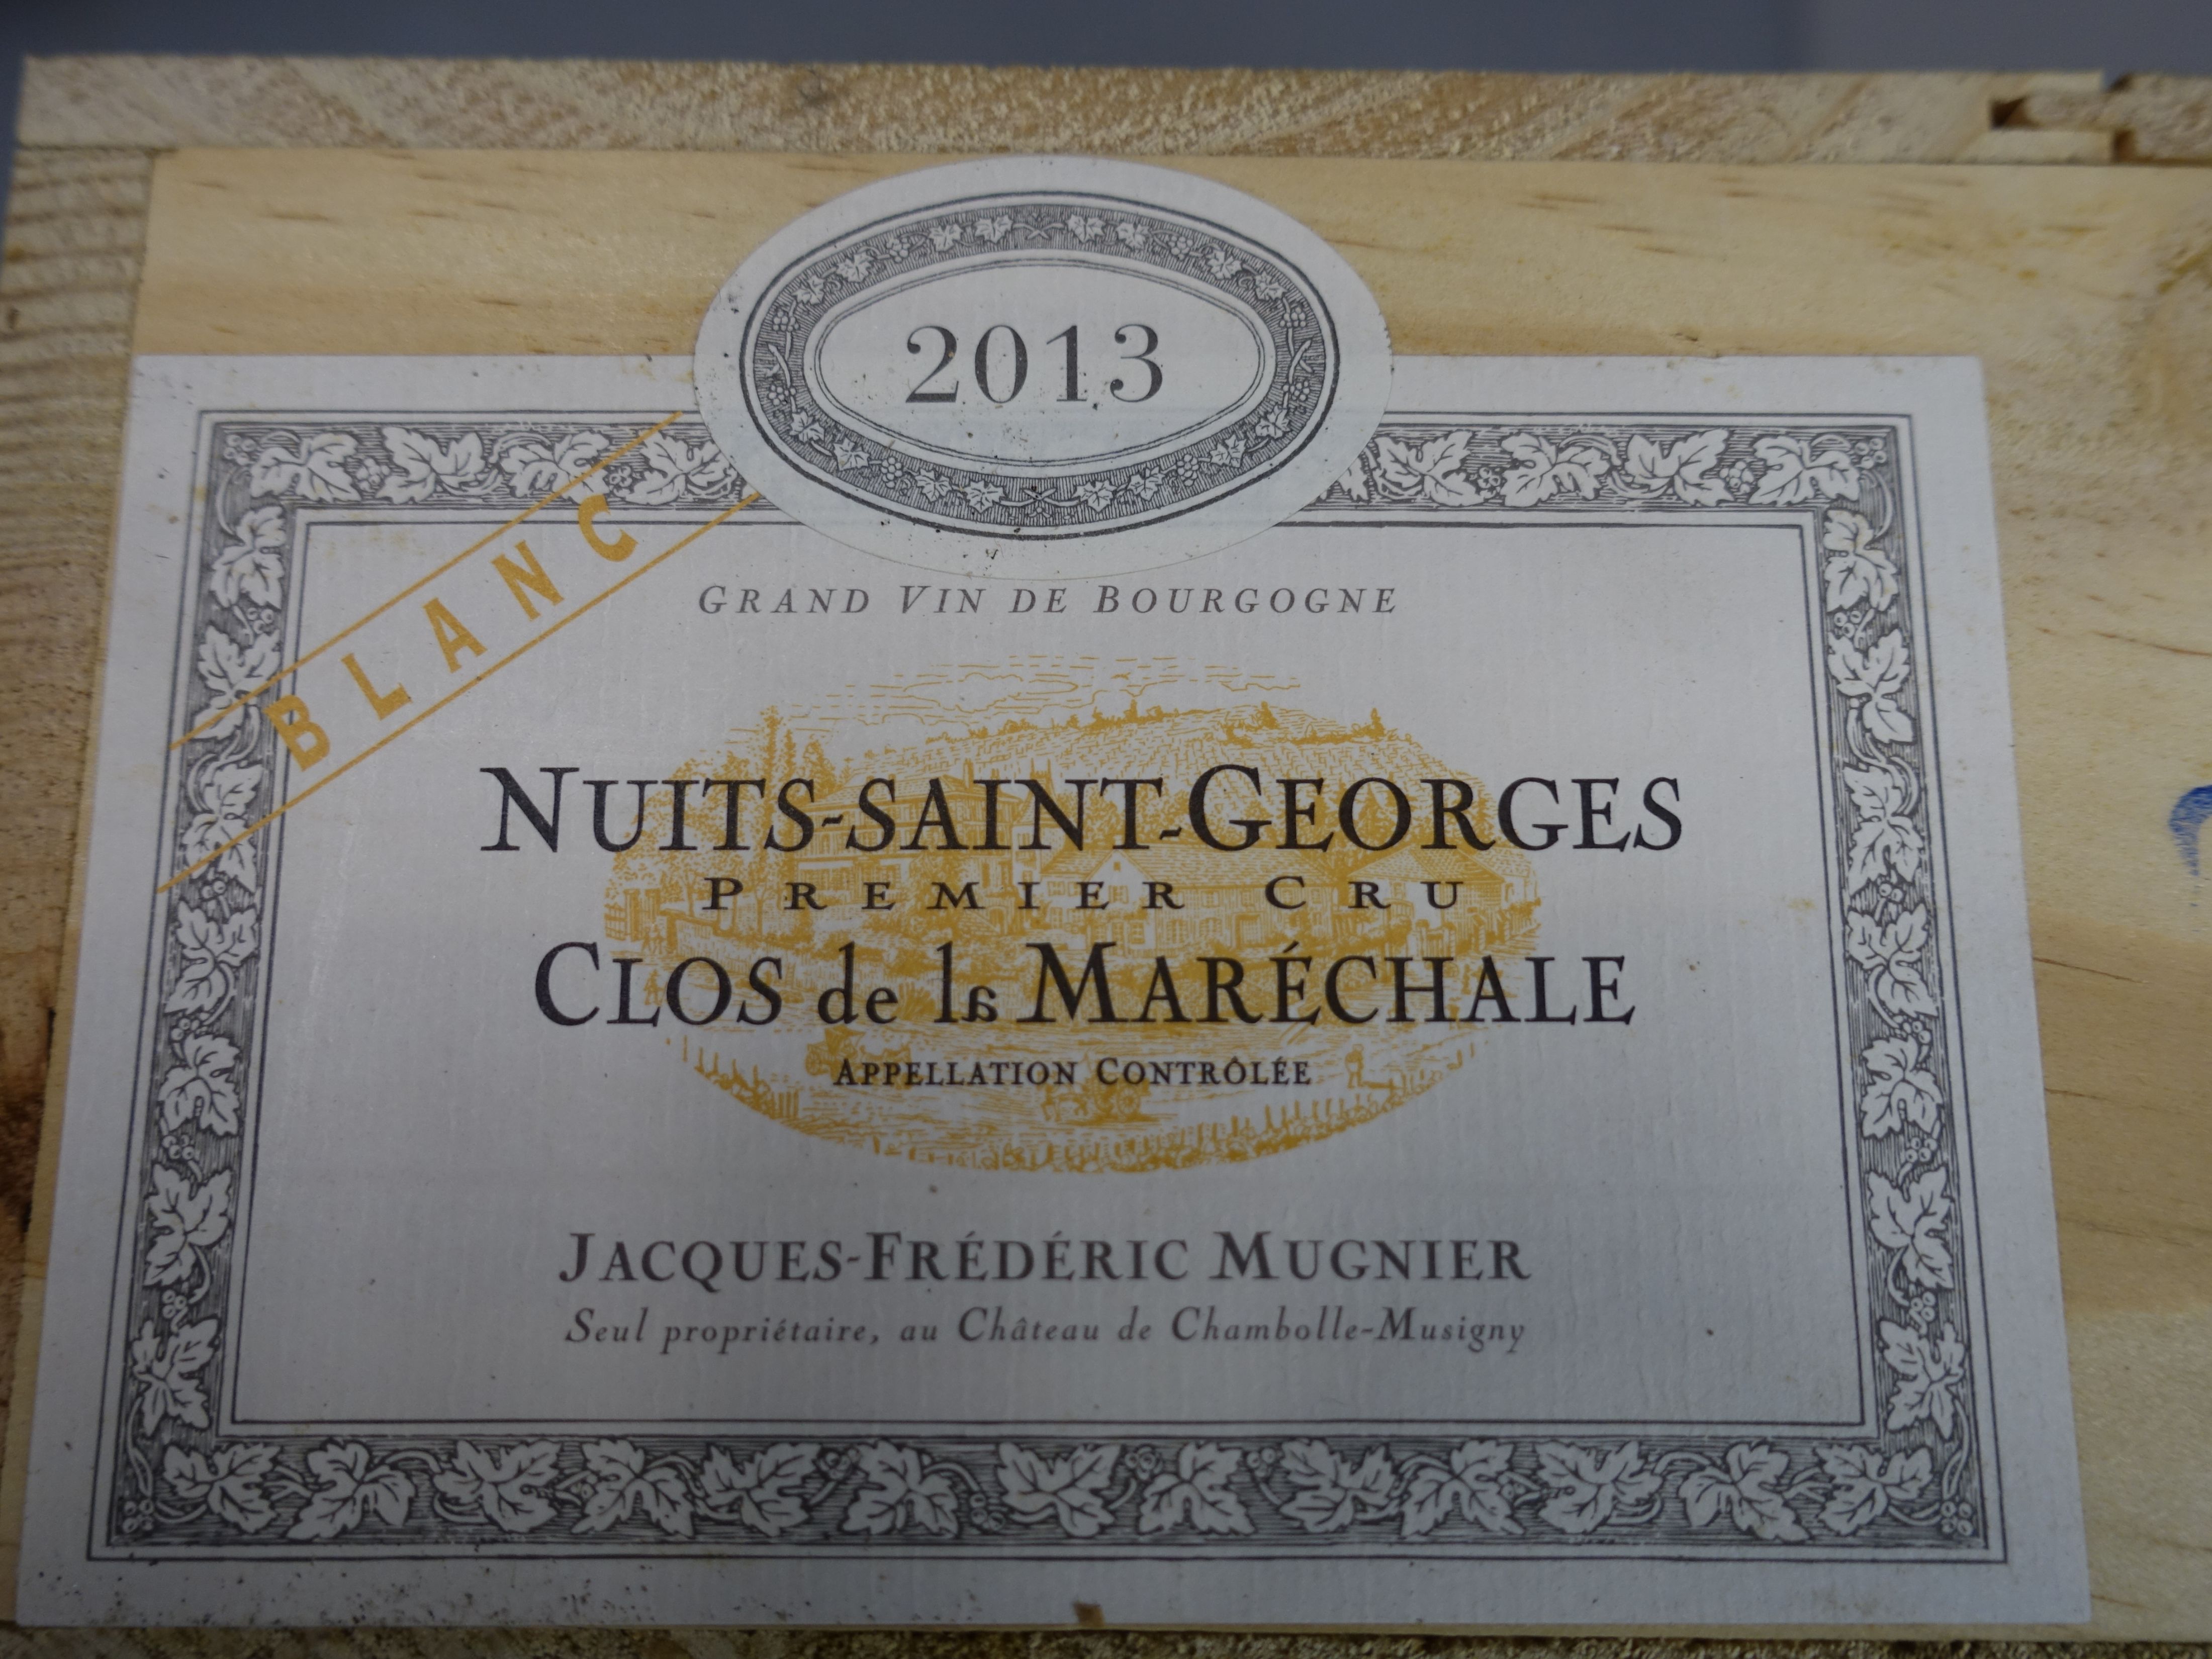 2013
BLANC
GRAND VIN DE BOURGOGNE
NUITS-SAINT-GEORGES
PREMIER CRU
CLOS de la MARÉCHALE
APPELLATION CONTRÔLÉE
JACQUES-FRÉDÉRIC MUGNIER
Seul propriétaire, au Château de Chambolle-Musigny